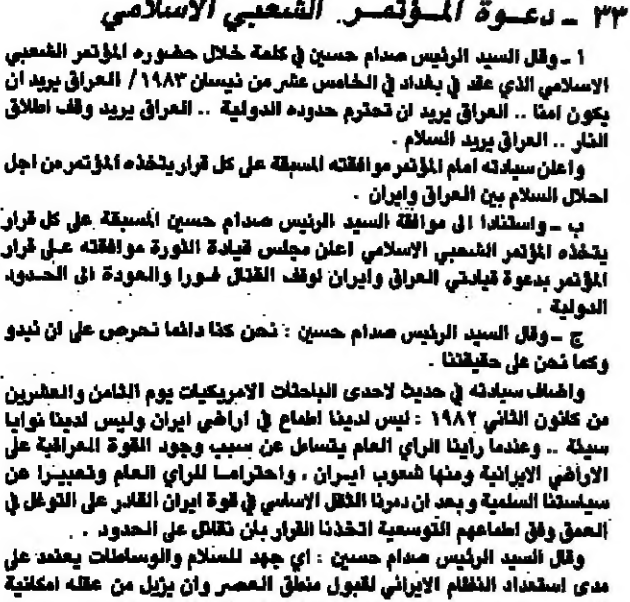 ٣٣ ـ دعـــوة المــؤتمــر. الشعبي الاسلامي
أ ـ وقال السيد الرئيس صدام حسين في كلمة خلال حضوره المؤتمر الشعبي
الاسلامي الذي عقد في بغداد في الخامس عشر من نيسان ١٩٨٣ / العراق يريد ان
يكون امنا .. العراق يريد ان تحترم حدوده الدولية .. العراق يريد وقف اطلاق
النار .. العراق يريد السلام .
واعلن سيادته امام المؤتمر موافقته المسبقة على كل قرار يتخذه المؤتمر من اجل
احلال السلام بين العراق وايران .
ب ـ واستنادا الى موافقة السيد الرئيس صدام حسين المسبقة على كل قرار
يتخذه المؤتمر الشعبي الاسلامي اعلن مجلس قيادة الثورة موافقته على قرار
المؤتمر بدعوة قيادتي العراق وايران لوقف القتال فورا والعودة الى الحدود
الدولية .
ج ـ وقال السيد الرئيس صدام حسين : نحن كنا دائما نحرص على ان نبدو
وكما نحن على حقيقتنا .
واضاف سيادته في حديث لاحدى الباحثات الامريكيات يوم الثامن والعشرين
من كانون الثاني ١٩٨٢ : ليس لدينا اطماع في اراضي ايران وليس لدينا نوايا
سيئة .. وعندما رأينا الراي العام يتساءل عن سبب وجود القوة العراقية على
الاراضي الايرانية ومنها شعوب ايران ، واحتراما للراي العام وتعبيرا عن
سياستنا السلمية وبعد ان دمرنا الثقل الاساسي في قوة ايران القادر على التوغل في
العمق وفق اطماعهم التوسعية اتخذنا القرار بان نقاتل على الحدود .
وقال السيد الرئيس صدام حسين : اي جهد للسلام والوساطات يعتمد على
مدى استعداد النظام الايراني لقبول منطق العصر وان يزيل من عقله امكانية